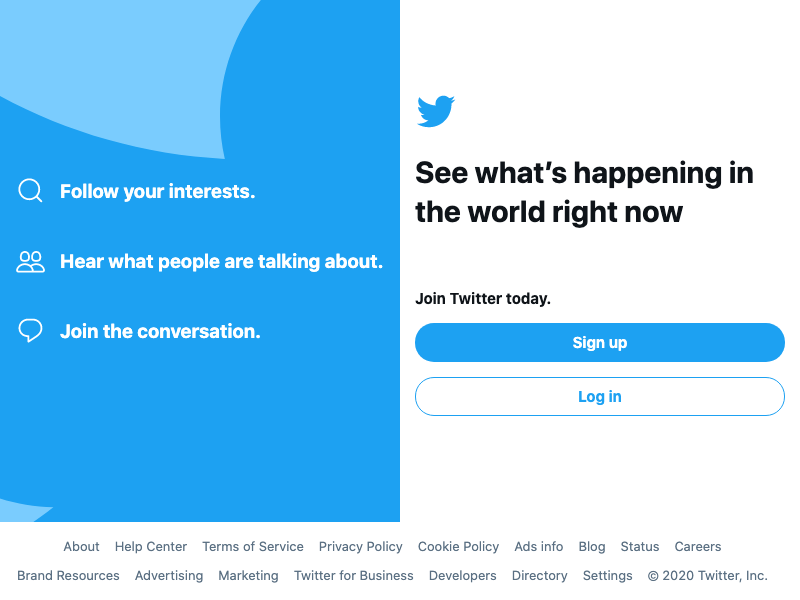 Follow your interests.
Hear what people are talking about.
Join the conversation.
See what’s happening in
the world right now
Join Twitter today.
Sign up
Log in
About Help Center Terms of Service Privacy Policy Cookie Policy Ads info Blog Status Careers
Brand Resources Advertising Marketing Twitter for Business Developers Directory Settings © 2020 Twitter, Inc.